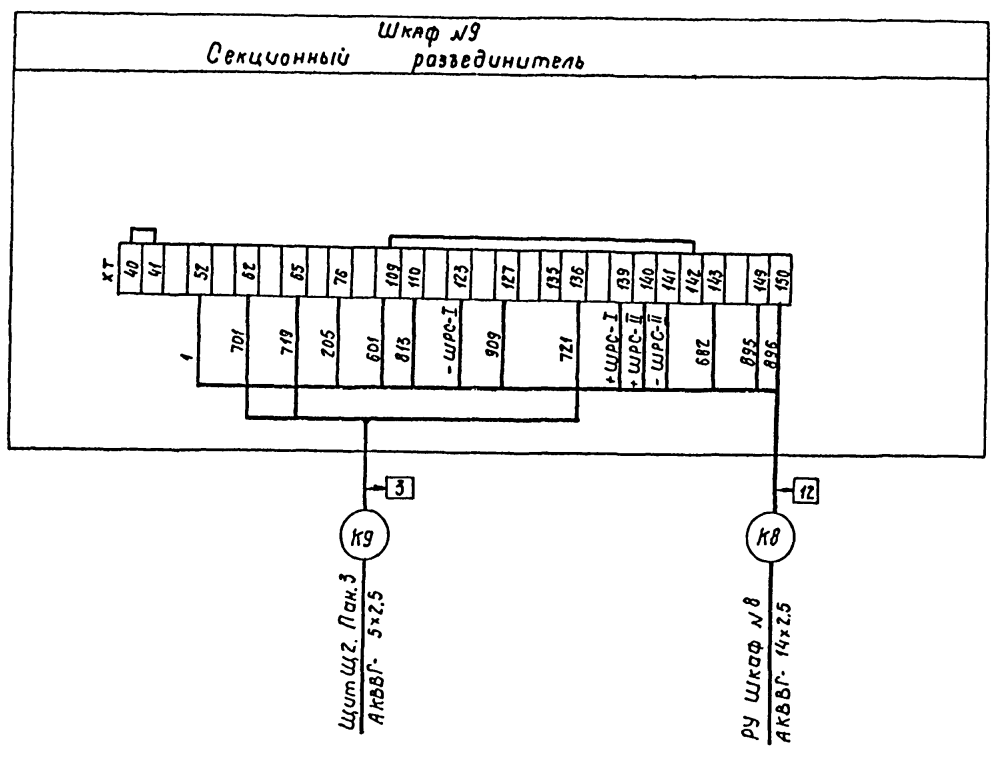 Шкаф №9
Секционный разъединитель
ХТ
40 41 52 62 65 76 109 110 123 127 135 136 139 140 141 142 143 149 150
1
701
719
205
601
813
- ШРС-I
909
721
+ ШРС-I
+ ШРС-II
- ШРС-II
682
895
896
3
12
К9
К8
Щит Щ2. Пан. 3
АКВВГ- 5×2,5
РУ Шкаф №8
АКВВГ- 14×2.5